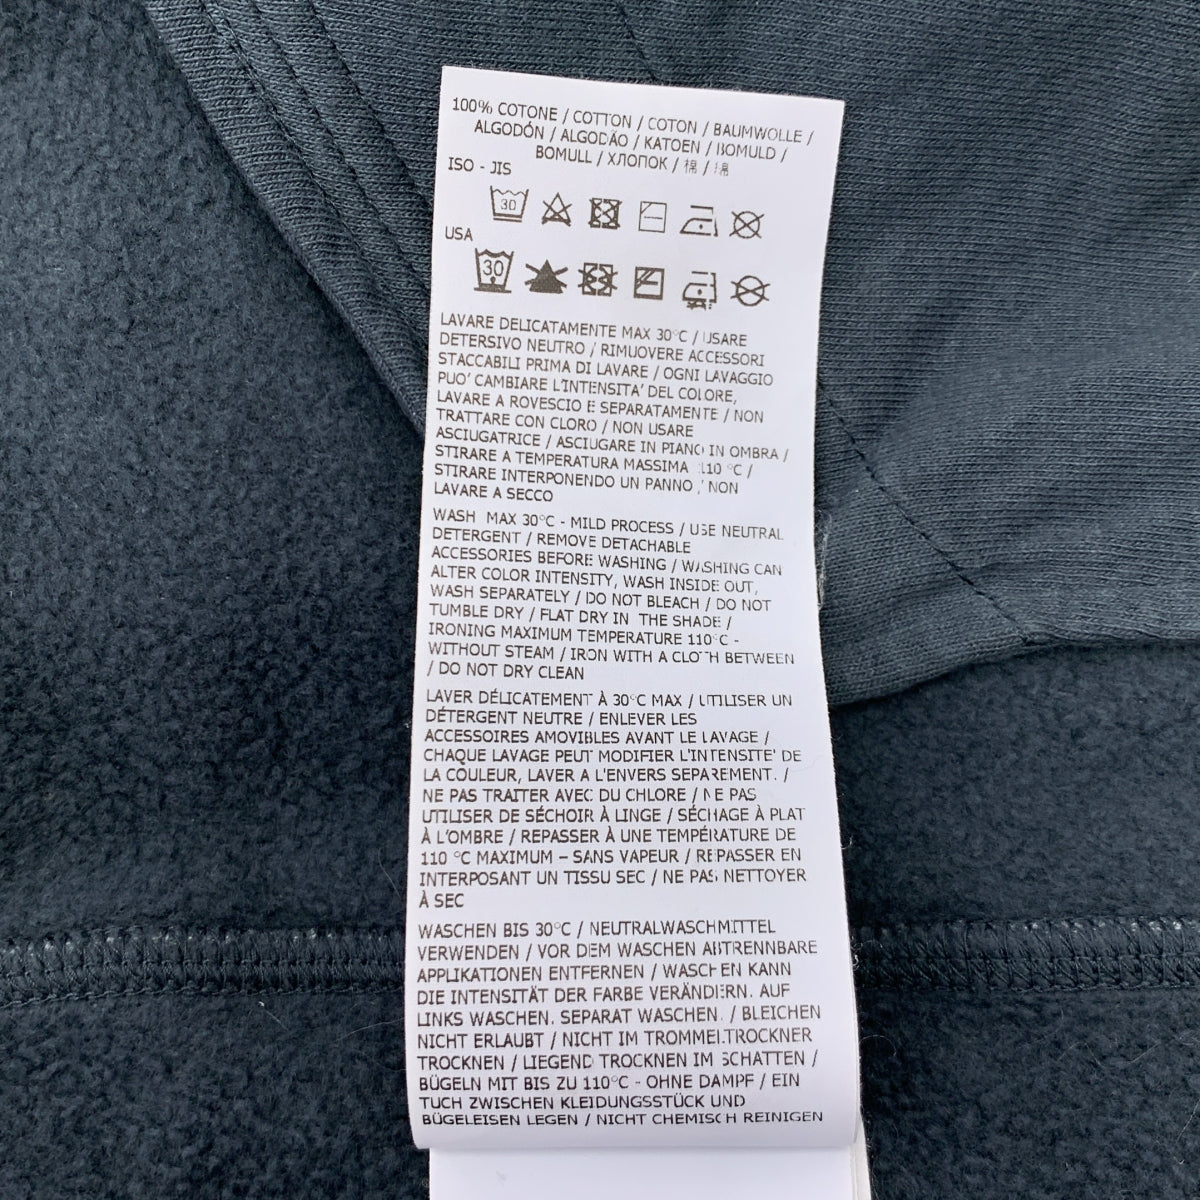 100% COTONE / COTTON / COTON / BAUMWOLLE /
ALGODÓN / ALGODÃO / KATOEN / BOMULD /
BOMULL / ХЛОПОК / 棉 / 綿
ISO - JIS
30
USA
30
LAVARE DELICATAMENTE MAX 30°C / USARE
DETERSIVO NEUTRO / RIMUOVERE ACCESSORI
STACCABILI PRIMA DI LAVARE / OGNI LAVAGGIO
PUO' CAMBIARE L'INTENSITA' DEL COLORE,
LAVARE A ROVESCIO E SEPARATAMENTE / NON
TRATTARE CON CLORO / NON USARE
ASCIUGATRICE / ASCIUGARE IN PIANO IN OMBRA /
STIRARE A TEMPERATURA MASSIMA 110 °C /
STIRARE INTERPONENDO UN PANNO / NON
LAVARE A SECCO
WASH MAX 30°C - MILD PROCESS / USE NEUTRAL
DETERGENT / REMOVE DETACHABLE
ACCESSORIES BEFORE WASHING / WASHING CAN
ALTER COLOR INTENSITY, WASH INSIDE OUT,
WASH SEPARATELY / DO NOT BLEACH / DO NOT
TUMBLE DRY / FLAT DRY IN THE SHADE /
IRONING MAXIMUM TEMPERATURE 110°C -
WITHOUT STEAM / IRON WITH A CLOTH BETWEEN
/ DO NOT DRY CLEAN
LAVER DÉLICATEMENT À 30°C MAX / UTILISER UN
DÉTERGENT NEUTRE / ENLEVER LES
ACCESSOIRES AMOVIBLES AVANT LE LAVAGE /
CHAQUE LAVAGE PEUT MODIFIER L'INTENSITE' DE
LA COULEUR, LAVER A L'ENVERS SEPAREMENT. /
NE PAS TRAITER AVEC DU CHLORE / NE PAS
UTILISER DE SÉCHOIR À LINGE / SÉCHAGE À PLAT
À L'OMBRE / REPASSER À UNE TEMPÉRATURE DE
110 °C MAXIMUM – SANS VAPEUR / REPASSER EN
INTERPOSANT UN TISSU SEC / NE PAS NETTOYER
À SEC
WASCHEN BIS 30°C / NEUTRALWASCHMITTEL
VERWENDEN / VOR DEM WASCHEN ABTRENNBARE
APPLIKATIONEN ENTFERNEN / WASCHEN KANN
DIE INTENSITÄT DER FARBE VERÄNDERN. AUF
LINKS WASCHEN. SEPARAT WASCHEN. / BLEICHEN
NICHT ERLAUBT / NICHT IM TROMMELTROCKNER
TROCKNEN / LIEGEND TROCKNEN IM SCHATTEN /
BÜGELN MIT BIS ZU 110°C - OHNE DAMPF / EIN
TUCH ZWISCHEN KLEIDUNGSSTÜCK UND
BÜGELEISEN LEGEN / NICHT CHEMISCH REINIGEN